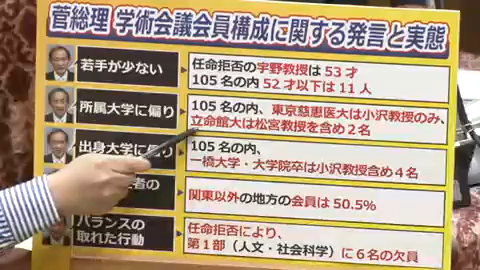 菅総理 学術会議会員構成に関する発言と実態
若手が少ない
任命拒否の宇野教授は53才
105名の内52才以下は11人
所属大学に偏り
105名の内、東京慈恵医大は小沢教授のみ、
立命館大は松宮教授を含め2名
出身大学に偏り
105名の内、
一橋大学・大学院卒は小沢教授含め4名
者の
関東以外の地方の会員は50.5%
バランスの
取れた行動
任命拒否により、
第1部（人文・社会科学）に6名の欠員